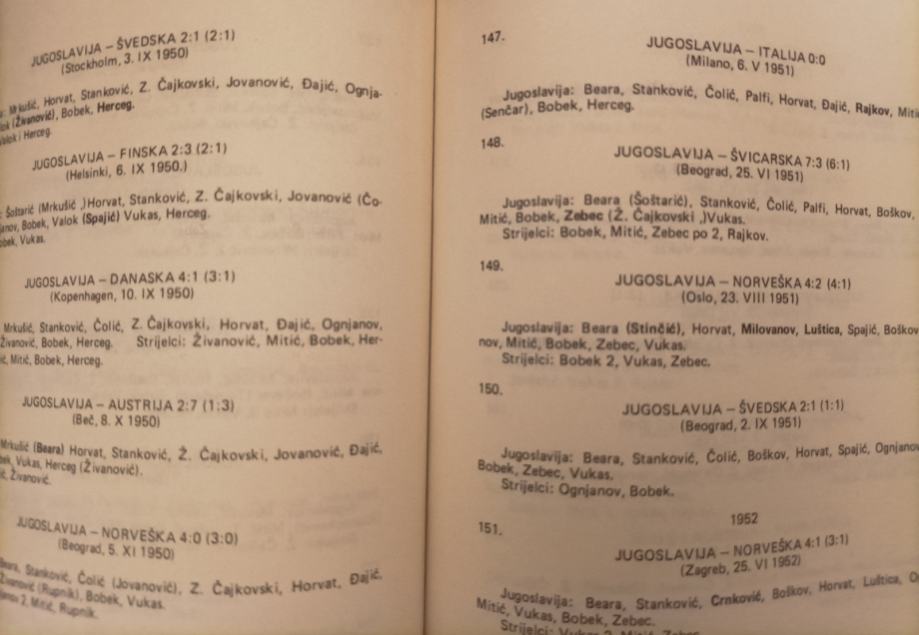 JUGOSLAVIJA – ŠVEDSKA 2:1 (2:1)
(Stockholm, 3. IX 1950)
Mrkušić, Horvat, Stanković, Z. Čajkovski, Jovanović, Đajić, Ognja-
(Živanović), Bobek, Herceg.
Valok i Herceg.
JUGOSLAVIJA – FINSKA 2:3 (2:1)
(Helsinki, 6. IX 1950.)
Šoštarić (Mrkušić .)Horvat, Stanković, Z. Čajkovski, Jovanović (Čo-
Bobek, Valok (Spajić) Vukas, Herceg.
Vukas.
JUGOSLAVIJA – DANASKA 4:1 (3:1)
(Kopenhagen, 10. IX 1950)
Mrkušić, Stanković, Čolić, Z. Čajkovski, Horvat, Đajić, Ognjanov,
Živanović, Bobek, Herceg. Strijelci: Živanović, Mitić, Bobek, Her-
Mitić, Bobek, Herceg.
JUGOSLAVIJA – AUSTRIJA 2:7 (1:3)
(Beč, 8. X 1950)
Mrkušić (Beara) Horvat, Stanković, Ž. Čajkovski, Jovanović, Đajić,
Vukas, Herceg (Živanović).
Živanović.
JUGOSLAVIJA – NORVEŠKA 4:0 (3:0)
(Beograd, 5. XI 1950)
Beara, Stanković, Čolić (Jovanović), Z. Čajkovski, Horvat, Đajić,
Živanović (Rupnik), Bobek, Vukas.
2, Mitić, Rupnik.
147.
JUGOSLAVIJA – ITALIJA 0:0
(Milano, 6. V 1951)
Jugoslavija: Beara, Stanković, Čolić, Palfi, Horvat, Đajić, Rajkov, Miti
(Senčar), Bobek, Herceg.
148.
JUGOSLAVIJA – ŠVICARSKA 7:3 (6:1)
(Beograd, 25. VI 1951)
Jugoslavija: Beara (Šoštarić), Stanković, Čolić, Palfi, Horvat, Boškov,
Mitić, Bobek, Zebec (Ž. Čajkovski .)Vukas.
Strijelci: Bobek, Mitić, Zebec po 2, Rajkov.
149.
JUGOSLAVIJA – NORVEŠKA 4:2 (4:1)
(Oslo, 23. VIII 1951)
Jugoslavija: Beara (Stinčić), Horvat, Milovanov, Luštica, Spajić, Boškov
nov, Mitić, Bobek, Zebec, Vukas.
Strijelci: Bobek 2, Vukas, Zebec.
150.
JUGOSLAVIJA – ŠVEDSKA 2:1 (1:1)
(Beograd, 2. IX 1951)
Jugoslavija: Beara, Stanković, Čolić, Boškov, Horvat, Spajić, Ognjanov
Bobek, Zebec, Vukas.
Strijelci: Ognjanov, Bobek.
1952
151.
JUGOSLAVIJA – NORVEŠKA 4:1 (3:1)
(Zagreb, 25. VI 1952)
Jugoslavija: Beara, Stanković, Crnković, Boškov, Horvat, Luštica, O
Mitić, Vukas, Bobek, Zebec.
Strijelci: Vukas 2, Mitić, Zebec